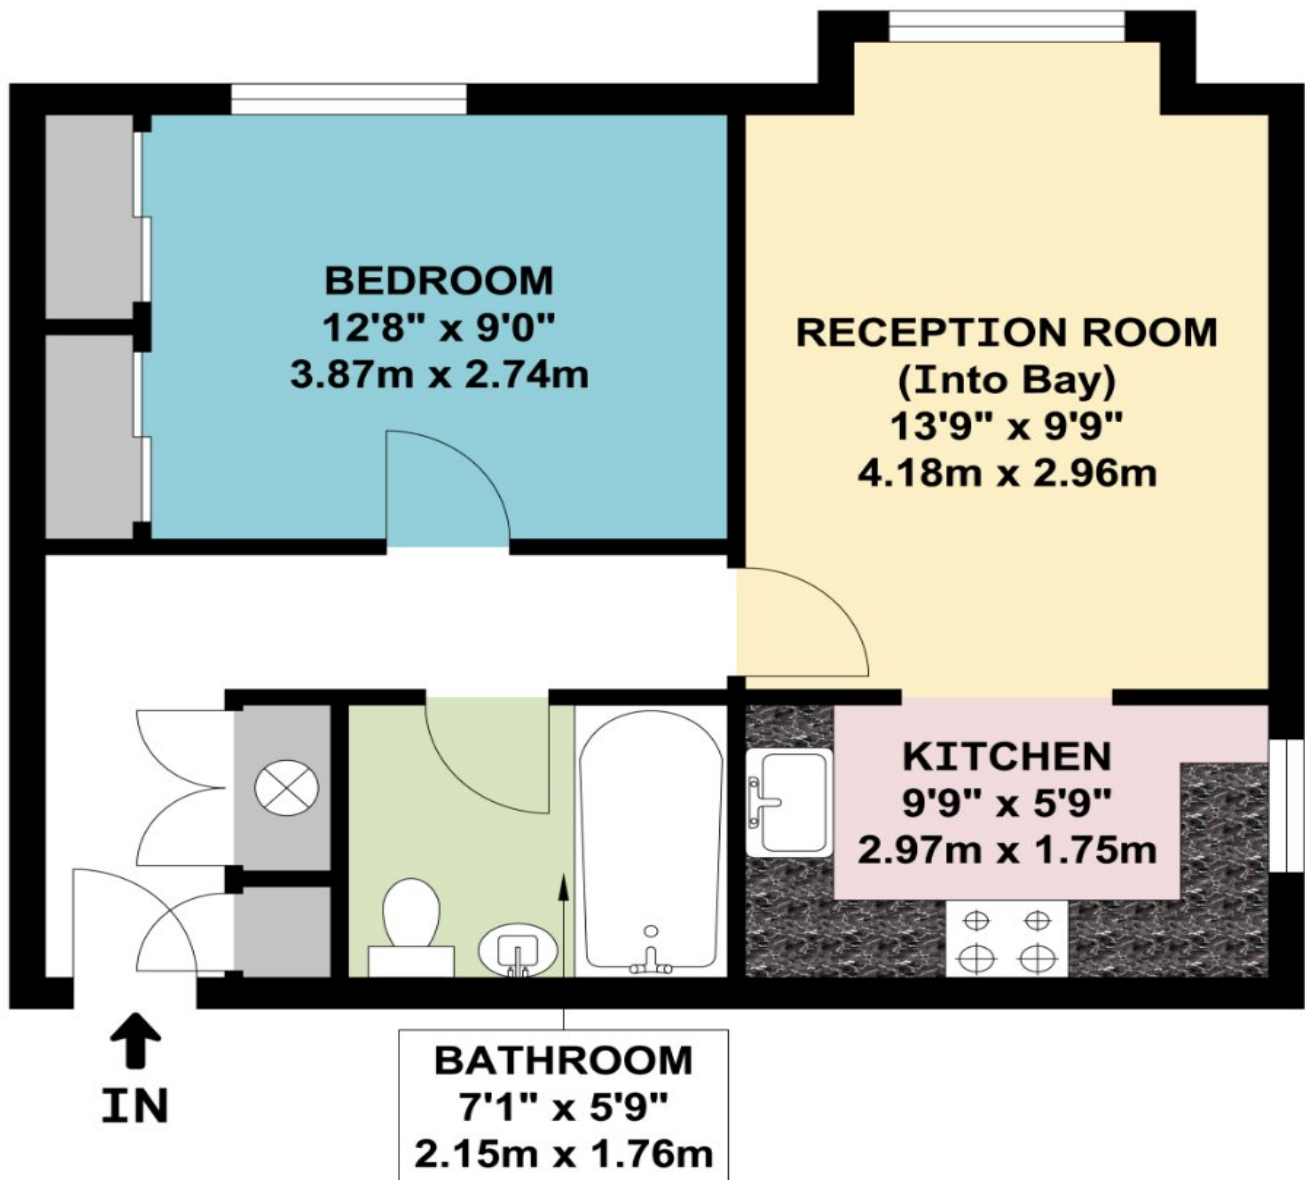 BEDROOM
12'8" x 9'0"
3.87m x 2.74m
RECEPTION ROOM
(Into Bay)
13'9" x 9'9"
4.18m x 2.96m
KITCHEN
9'9" x 5'9"
2.97m x 1.75m
IN
BATHROOM
7'1" x 5'9"
2.15m x 1.76m